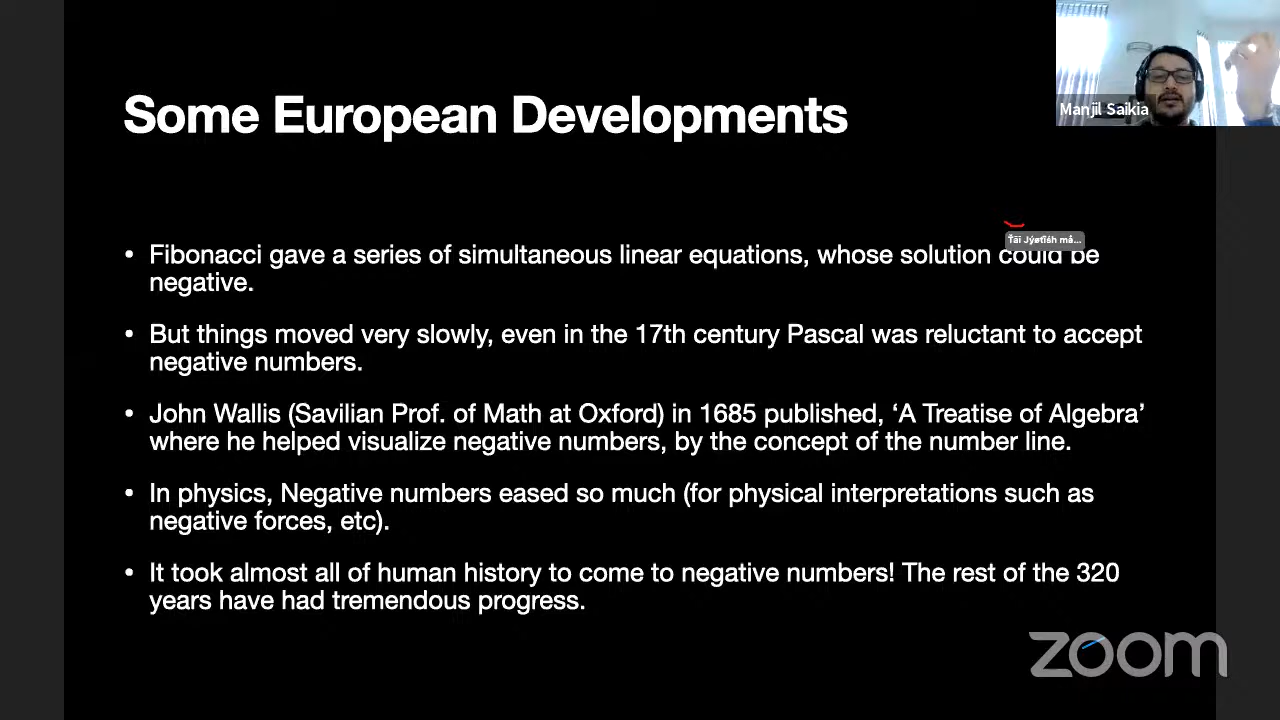 Manjil Saikia
Some European Developments
• Fibonacci gave a series of simultaneous linear equations, whose solution could be
negative.
• But things moved very slowly, even in the 17th century Pascal was reluctant to accept
negative numbers.
• John Wallis (Savilian Prof. of Math at Oxford) in 1685 published, ‘A Treatise of Algebra’
where he helped visualize negative numbers, by the concept of the number line.
• In physics, Negative numbers eased so much (for physical interpretations such as
negative forces, etc).
• It took almost all of human history to come to negative numbers! The rest of the 320
years have had tremendous progress.
zoom